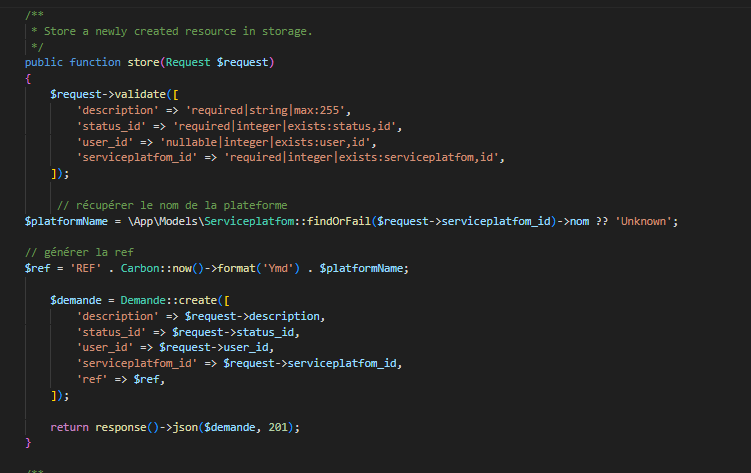 /**
 * Store a newly created resource in storage.
 */
public function store(Request $request)
{
    $request->validate([
        'description' => 'required|string|max:255',
        'status_id' => 'required|integer|exists:status,id',
        'user_id' => 'nullable|integer|exists:user,id',
        'serviceplatfom_id' => 'required|integer|exists:serviceplatfom,id',
    ]);
     // récupérer le nom de la plateforme
$platformName = \App\Models\Serviceplatfom::findOrFail($request->serviceplatfom_id)->nom ?? 'Unknown';
// générer la ref
$ref = 'REF' . Carbon::now()->format('Ymd') . $platformName;
    $demande = Demande::create([
        'description' => $request->description,
        'status_id' => $request->status_id,
        'user_id' => $request->user_id,
        'serviceplatfom_id' => $request->serviceplatfom_id,
        'ref' => $ref,
    ]);
    return response()->json($demande, 201);
}
/**